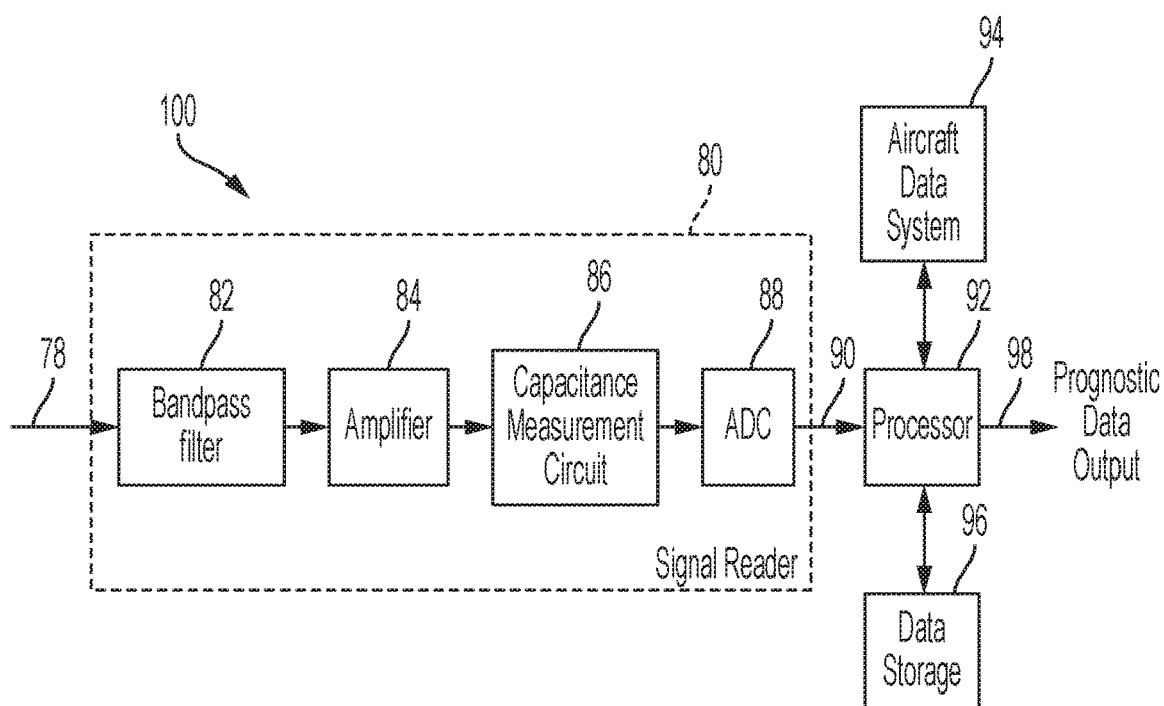 94
100
Aircraft
Data
System
80
82
84
86
88
92
78
90
98
Bandpass
filter
Amplifier
Capacitance
Measurement
Circuit
ADC
Processor
Prognostic
Data
Output
96
Signal Reader
Data
Storage